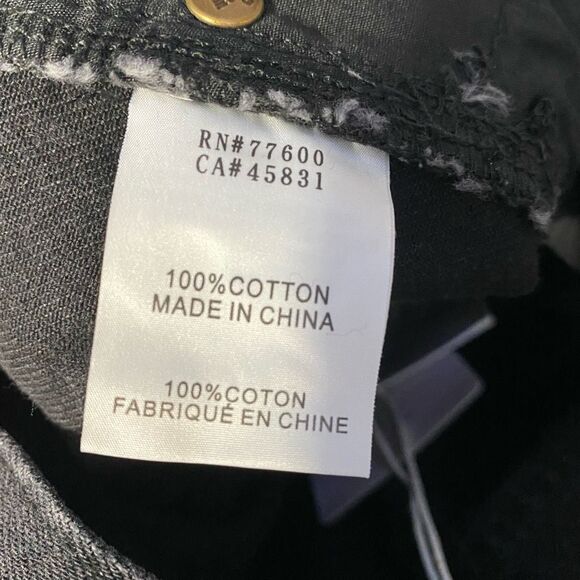 RN#77600
CA#45831
100%COTTON
MADE IN CHINA
100%COTON
FABRIQUÉ EN CHINE